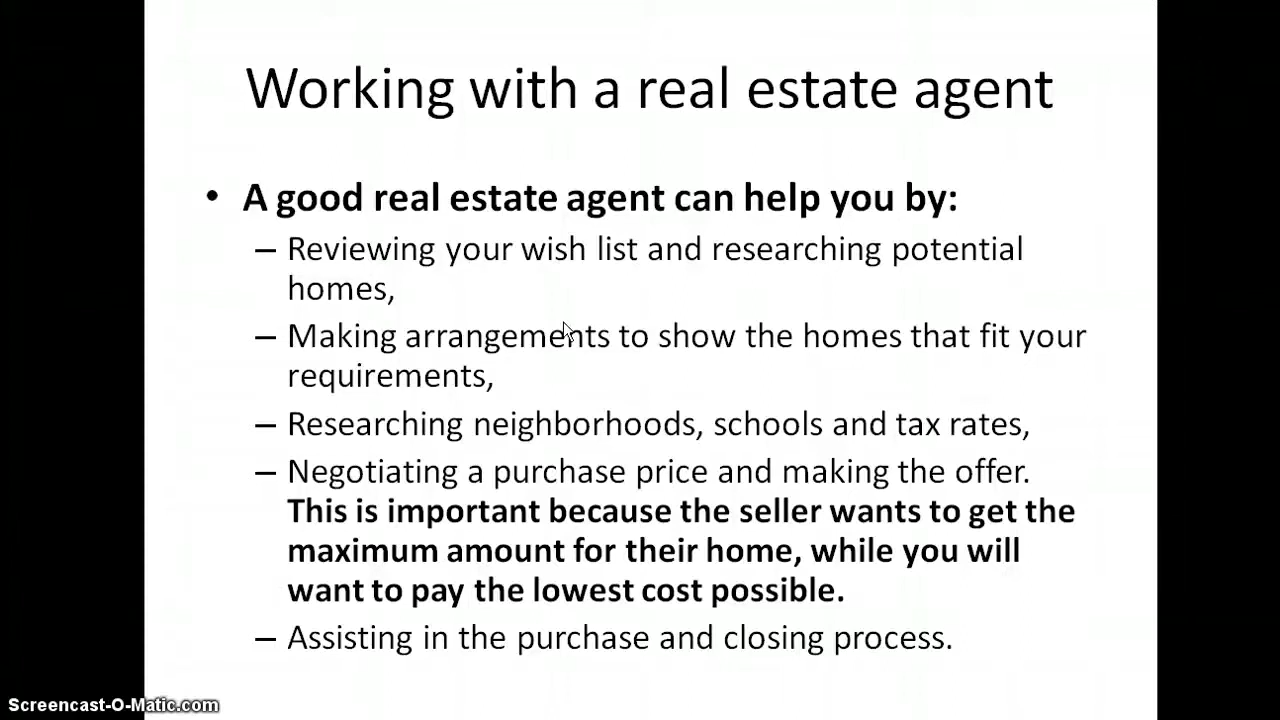 Working with a real estate agent
• A good real estate agent can help you by:
– Reviewing your wish list and researching potential
homes,
– Making arrangements to show the homes that fit your
requirements,
– Researching neighborhoods, schools and tax rates,
– Negotiating a purchase price and making the offer.
This is important because the seller wants to get the
maximum amount for their home, while you will
want to pay the lowest cost possible.
– Assisting in the purchase and closing process.
Screencast-O-Matic.com